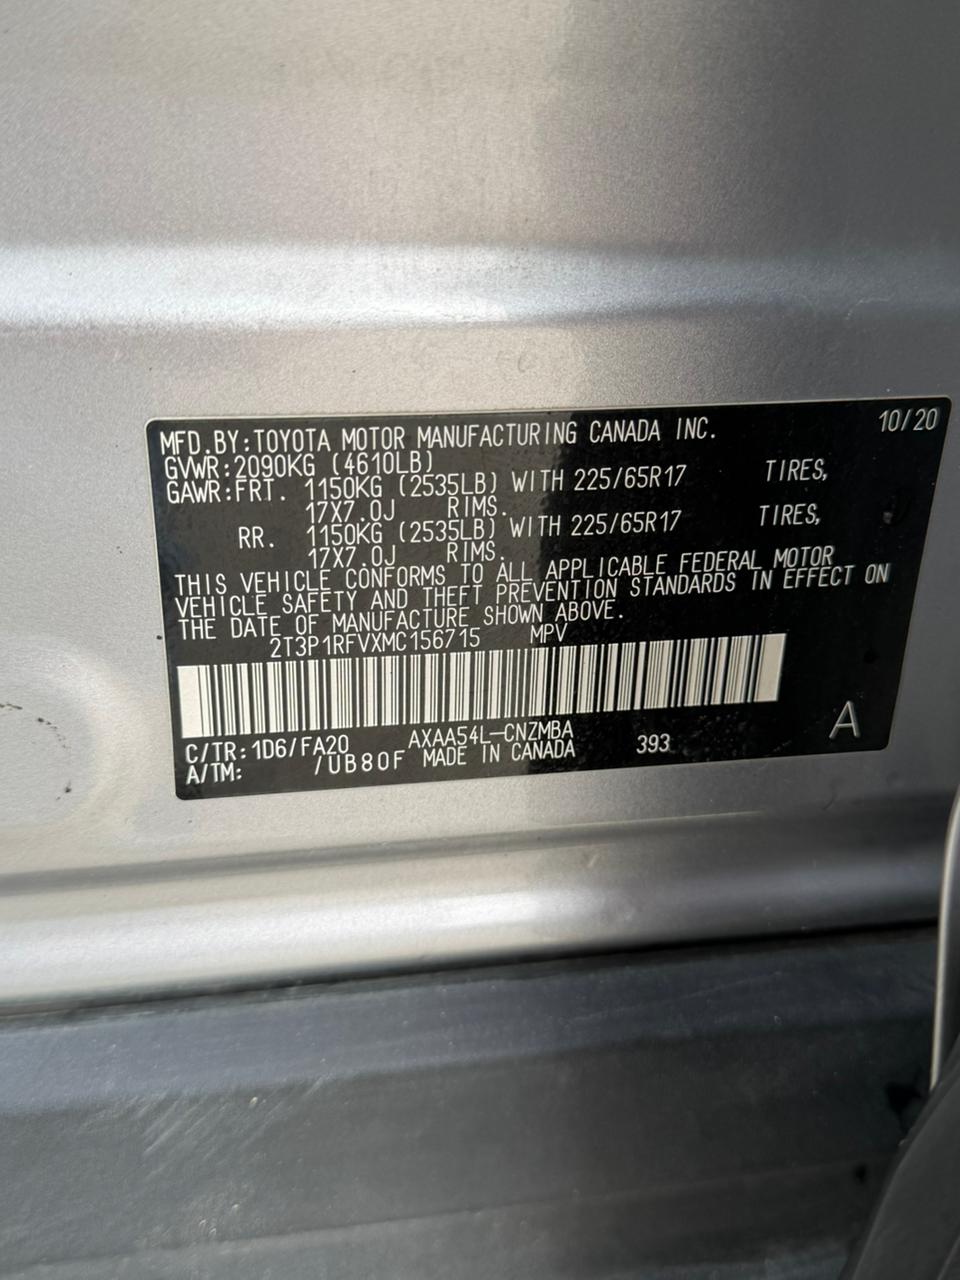 10/20
MFD.BY:TOYOTA MOTOR MANUFACTURING CANADA INC.
GVWR:2090KG (4610LB)
GAWR:FRT. 1150KG (2535LB) WITH 225/65R17 TIRES,
17X7.0J RIMS.
RR. 1150KG (2535LB) WITH 225/65R17 TIRES,
17X7.0J RIMS.
THIS VEHICLE CONFORMS TO ALL APPLICABLE FEDERAL MOTOR
VEHICLE SAFETY AND THEFT PREVENTION STANDARDS IN EFFECT ON
THE DATE OF MANUFACTURE SHOWN ABOVE.
2T3P1RFVXMC156715 MPV
C/TR:1D6/FA20 AXAA54L-CNZMBA 393 A
A/TM: /UB80F MADE IN CANADA